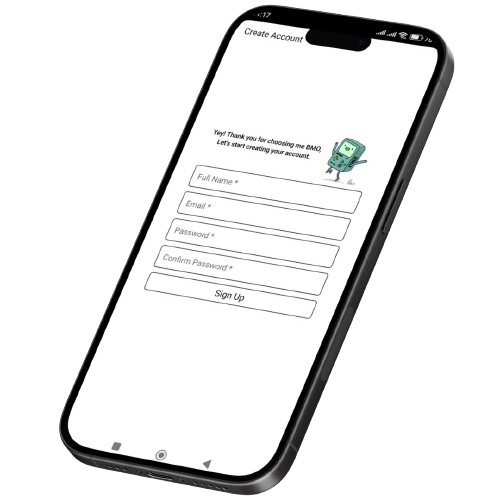 Create Account
Yey! Thank you for choosing me BMO,
Let's start creating your account.
Full Name *
Email *
Password *
Confirm Password *
Sign Up